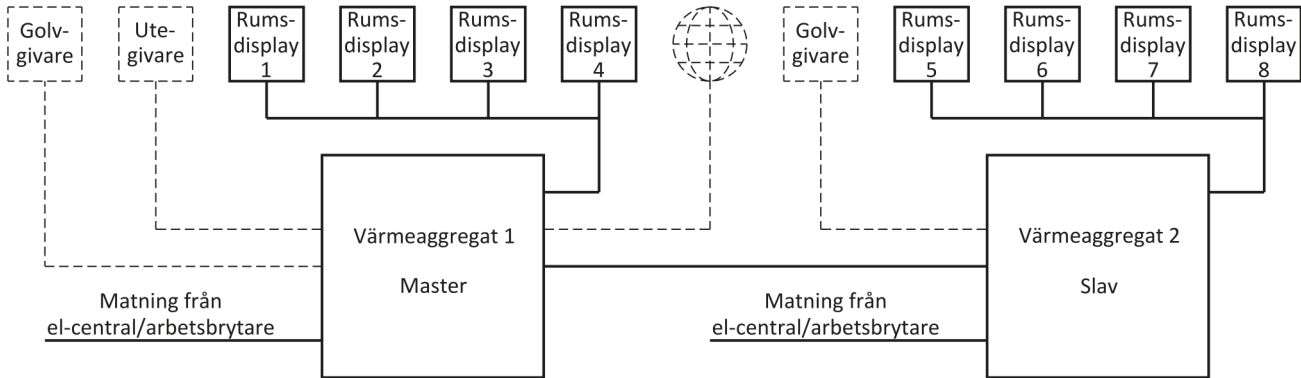 Golv-
givare
Ute-
givare
Rums-
display
1
Rums-
display
2
Rums-
display
3
Rums-
display
4
Golv-
givare
Rums-
display
5
Rums-
display
6
Rums-
display
7
Rums-
display
8
Värmeaggregat 1
Master
Värmeaggregat 2
Slav
Matning från
el-central/arbetsbrytare
Matning från
el-central/arbetsbrytare